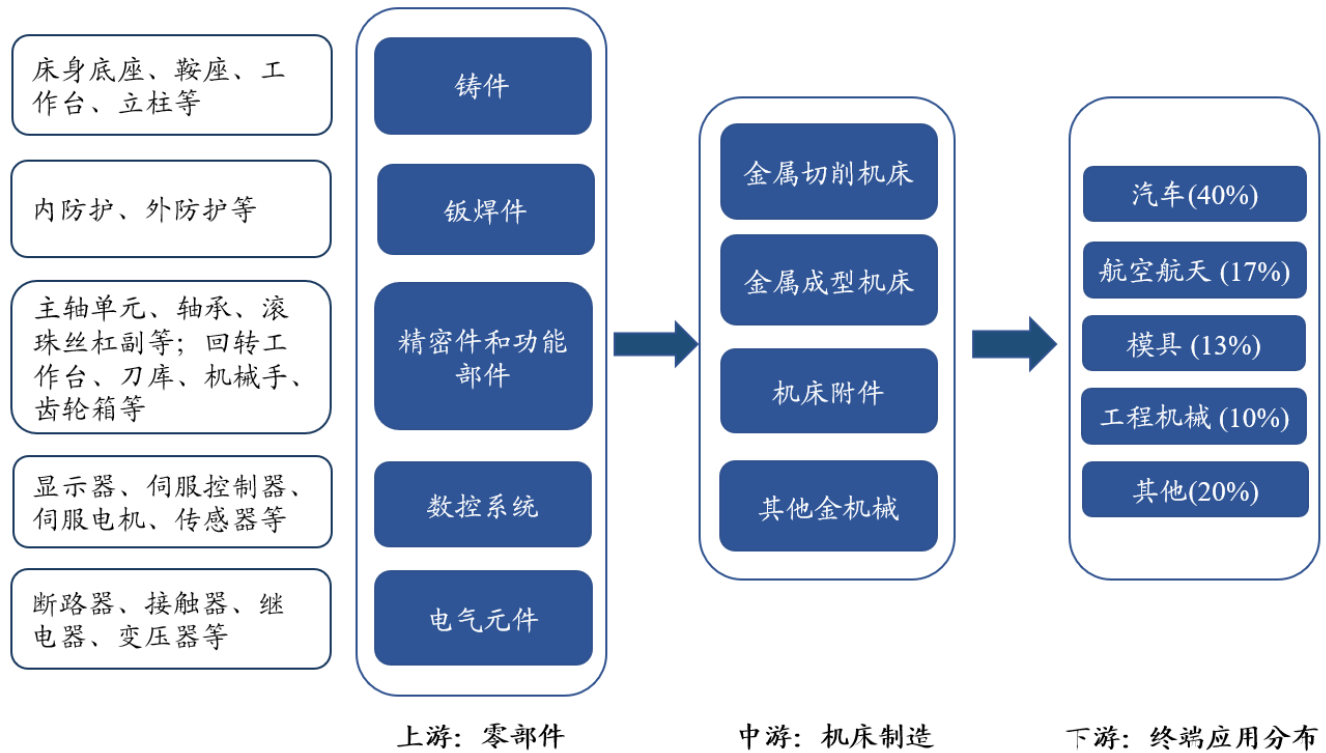 床身底座、鞍座、工
作台、立柱等
铸件
内防护、外防护等
钣焊件
主轴单元、轴承、滚
珠丝杠副等；回转工
作台、刀库、机械手、
齿轮箱等
精密件和功能
部件
显示器、伺服控制器、
伺服电机、传感器等
数控系统
断路器、接触器、继
电器、变压器等
电气元件
上游：零部件
金属切削机床
金属成型机床
机床附件
其他金机械
中游：机床制造
汽车(40%)
航空航天 (17%)
模具 (13%)
工程机械 (10%)
其他(20%)
下游：终端应用分布